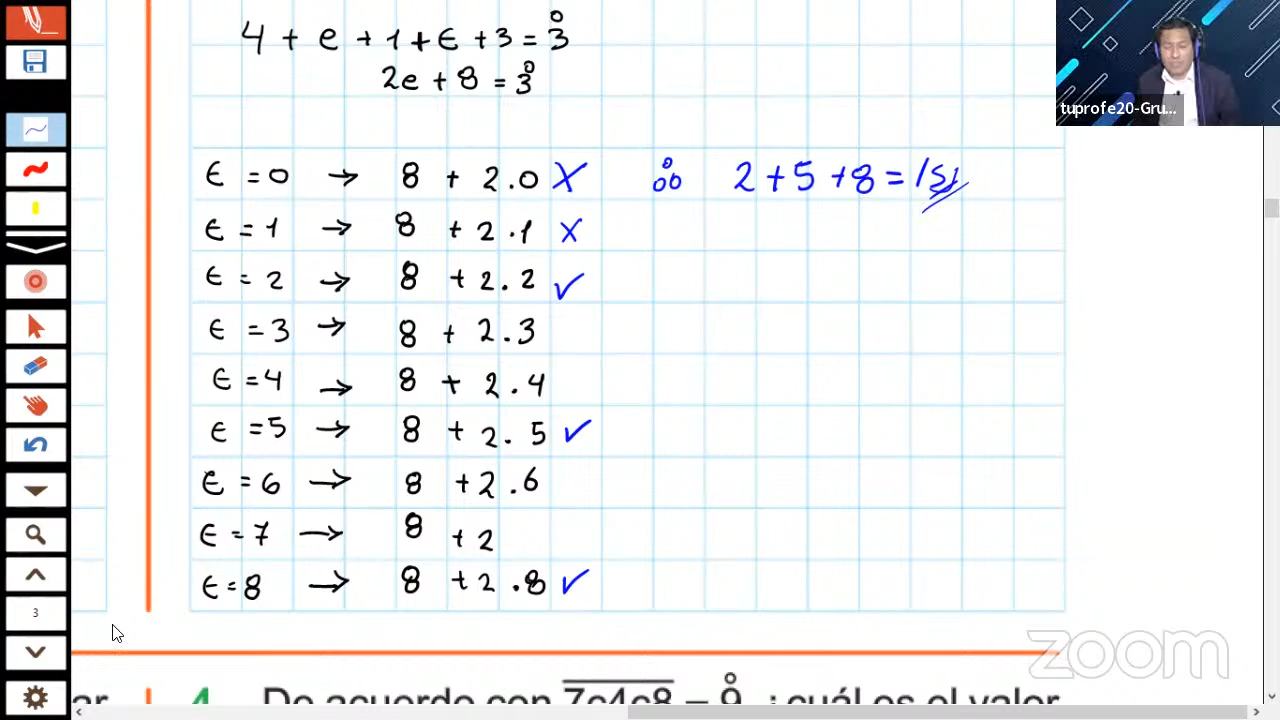 4 + e + 1 + e + 3 = 3°
2e + 8 = 3°
tuprofe20-Gru...
e = 0 → 8 + 2.0 X ∴ 2 + 5 + 8 = 15
e = 1 → 8 + 2.1 X
e = 2 → 8 + 2.2 ✓
e = 3 → 8 + 2.3
e = 4 → 8 + 2.4
e = 5 → 8 + 2.5 ✓
e = 6 → 8 + 2.6
e = 7 → 8 + 2
e = 8 → 8 + 2.8 ✓
3
zoom
ar 4. De acuerdo con 7c4c8 = 9°, ¿cuál es el valor